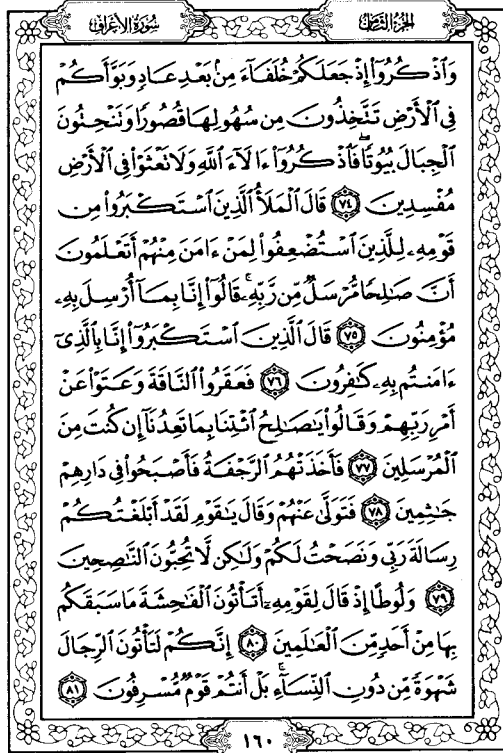 سورة الأعراف
الجزء الثامن
وَٱذْكُرُوٓا۟ إِذْ جَعَلَكُمْ خُلَفَآءَ مِنۢ بَعْدِ عَادٍ وَبَوَّأَكُمْ
فِى ٱلْأَرْضِ تَتَّخِذُونَ مِن سُهُولِهَا قُصُورًا وَتَنْحِتُونَ
ٱلْجِبَالَ بُيُوتًا ۖ فَٱذْكُرُوٓا۟ ءَالَآءَ ٱللَّهِ وَلَا تَعْثَوْا۟ فِى ٱلْأَرْضِ
مُفْسِدِينَ ٧٤ قَالَ ٱلْمَلَأُ ٱلَّذِينَ ٱسْتَكْبَرُوا۟ مِن
قَوْمِهِۦ لِلَّذِينَ ٱسْتُضْعِفُوا۟ لِمَنْ ءَامَنَ مِنْهُمْ أَتَعْلَمُونَ
أَنَّ صَـٰلِحًا مُّرْسَلٌ مِّن رَّبِّهِۦ ۚ قَالُوٓا۟ إِنَّا بِمَآ أُرْسِلَ بِهِۦ
مُؤْمِنُونَ ٧٥ قَالَ ٱلَّذِينَ ٱسْتَكْبَرُوٓا۟ إِنَّا بِٱلَّذِىٓ
ءَامَنتُم بِهِۦ كَـٰفِرُونَ ٧٦ فَعَقَرُوا۟ ٱلنَّاقَةَ وَعَتَوْا۟ عَنْ
أَمْرِ رَبِّهِمْ وَقَالُوا۟ يَـٰصَـٰلِحُ ٱئْتِنَا بِمَا تَعِدُنَآ إِن كُنتَ مِنَ
ٱلْمُرْسَلِينَ ٧٧ فَأَخَذَتْهُمُ ٱلرَّجْفَةُ فَأَصْبَحُوا۟ فِى دَارِهِمْ
جَـٰثِمِينَ ٧٨ فَتَوَلَّىٰ عَنْهُمْ وَقَالَ يَـٰقَوْمِ لَقَدْ أَبْلَغْتُكُمْ
رِسَالَةَ رَبِّى وَنَصَحْتُ لَكُمْ وَلَـٰكِن لَّا تُحِبُّونَ ٱلنَّـٰصِحِينَ
٧٩ وَلُوطًا إِذْ قَالَ لِقَوْمِهِۦٓ أَتَأْتُونَ ٱلْفَـٰحِشَةَ مَا سَبَقَكُم
بِهَا مِنْ أَحَدٍ مِّنَ ٱلْعَـٰلَمِينَ ٨٠ إِنَّكُمْ لَتَأْتُونَ ٱلرِّجَالَ
شَهْوَةً مِّن دُونِ ٱلنِّسَآءِ ۚ بَلْ أَنتُمْ قَوْمٌ مُّسْرِفُونَ ٨١
١٦٠